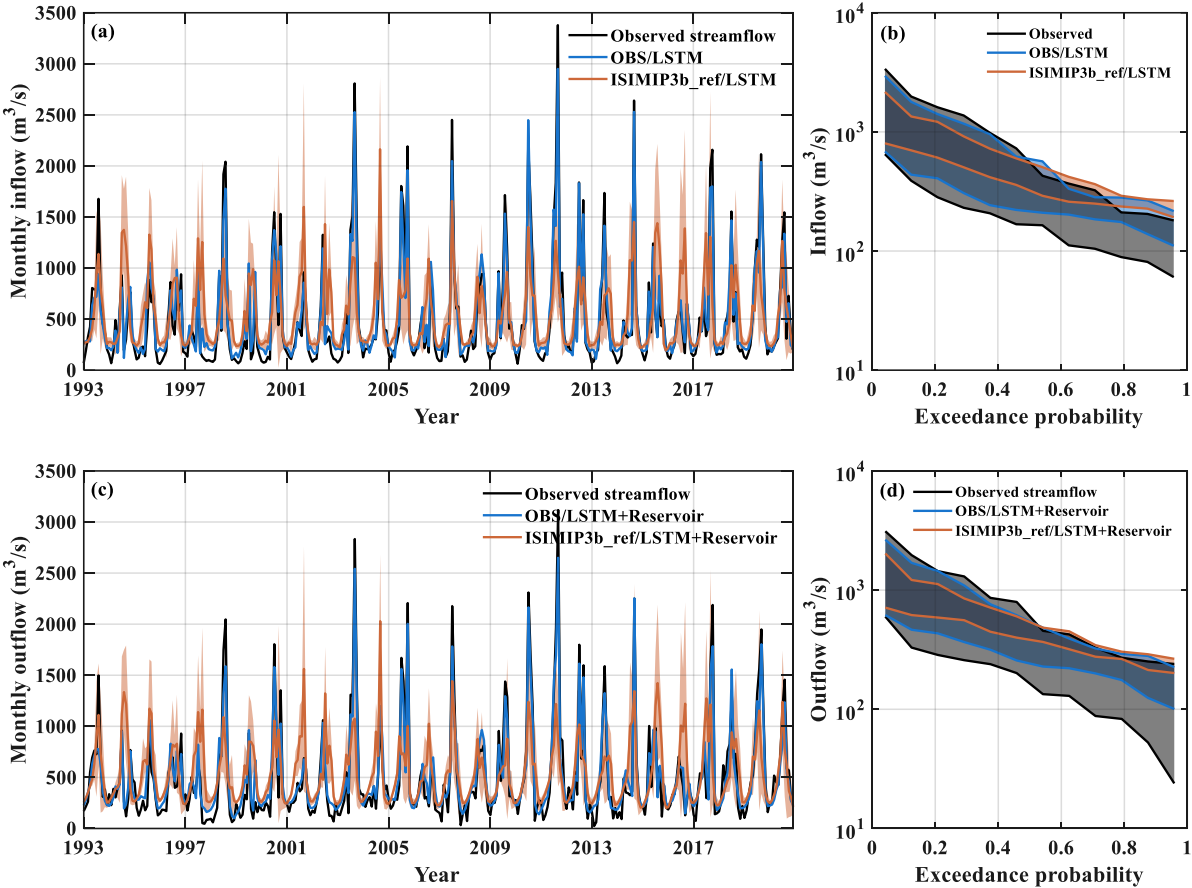 (a)
Observed streamflow
OBS/LSTM
ISIMIP3b_ref/LSTM
Monthly inflow (m³/s)
3500
3000
2500
2000
1500
1000
500
0
1993
1997
2001
2005
2009
2013
2017
Year
(b)
Observed
OBS/LSTM
ISIMIP3b_ref/LSTM
Inflow (m³/s)
10⁴
10³
10²
10¹
0
0.2
0.4
0.6
0.8
1
Exceedance probability
(c)
Observed streamflow
OBS/LSTM+Reservoir
ISIMIP3b_ref/LSTM+Reservoir
Monthly outflow (m³/s)
3500
3000
2500
2000
1500
1000
500
0
1993
1997
2001
2005
2009
2013
2017
Year
(d)
Observed streamflow
OBS/LSTM+Reservoir
ISIMIP3b_ref/LSTM+Reservoir
Outflow (m³/s)
10⁴
10³
10²
10¹
0
0.2
0.4
0.6
0.8
1
Exceedance probability